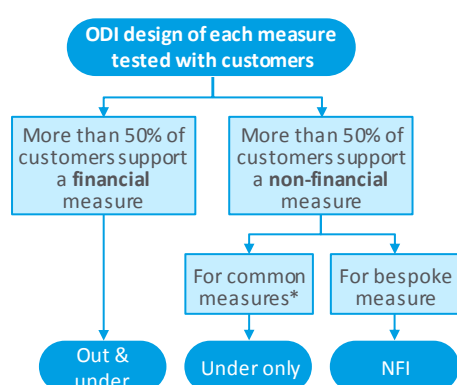 ODI design of each measure
tested with customers
More than 50% of
customers support
a financial
measure
More than 50% of
customers support
a non-financial
measure
For common
measures*
For bespoke
measure
Out &
under
Under only
NFI